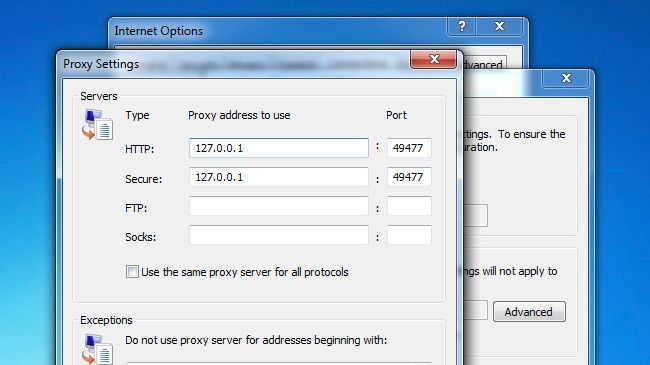 Internet Options
Proxy Settings
Advanced
Servers
Type Proxy address to use Port
HTTP: 127.0.0.1 : 49477
Secure: 127.0.0.1 : 49477
FTP: :
Socks: :
Use the same proxy server for all protocols
Exceptions
Do not use proxy server for addresses beginning with:
ttings. To ensure the
uration.
ngs will not apply to
Advanced